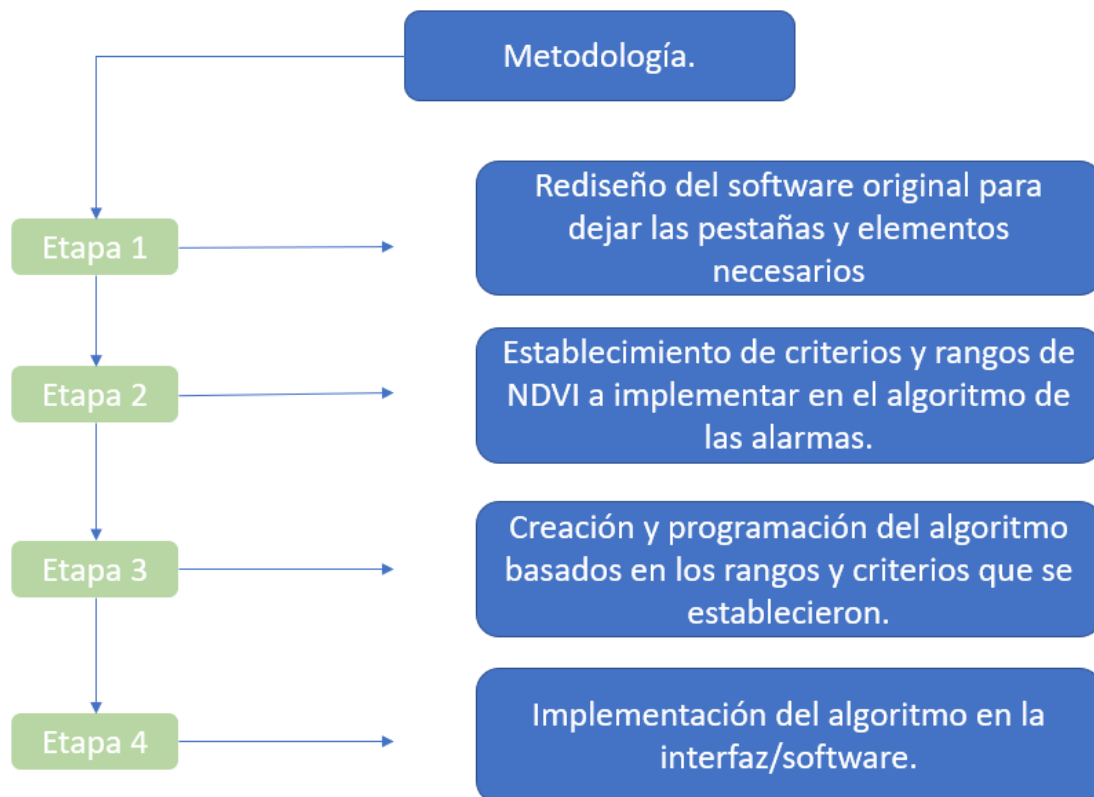 Metodología.
Etapa 1
Rediseño del software original para
dejar las pestañas y elementos
necesarios
Etapa 2
Establecimiento de criterios y rangos de
NDVI a implementar en el algoritmo de
las alarmas.
Etapa 3
Creación y programación del algoritmo
basados en los rangos y criterios que se
establecieron.
Etapa 4
Implementación del algoritmo en la
interfaz/software.